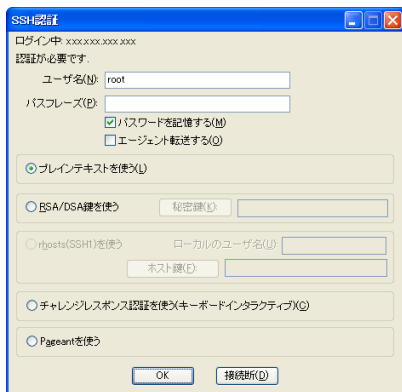 SSH認証
ログイン中: xxx.xxx.xxx.xxx
認証が必要です.
ユーザ名(N): root
パスフレーズ(P):
パスワードを記憶する(M)
エージェント転送する(O)
プレインテキストを使う(L)
RSA/DSA鍵を使う 秘密鍵(K):
rhosts(SSH1)を使う ローカルのユーザ名(U):
ホスト鍵(F):
チャレンジレスポンス認証を使う(キーボードインタラクティブ)(C)
Pageantを使う
OK 接続断(D)